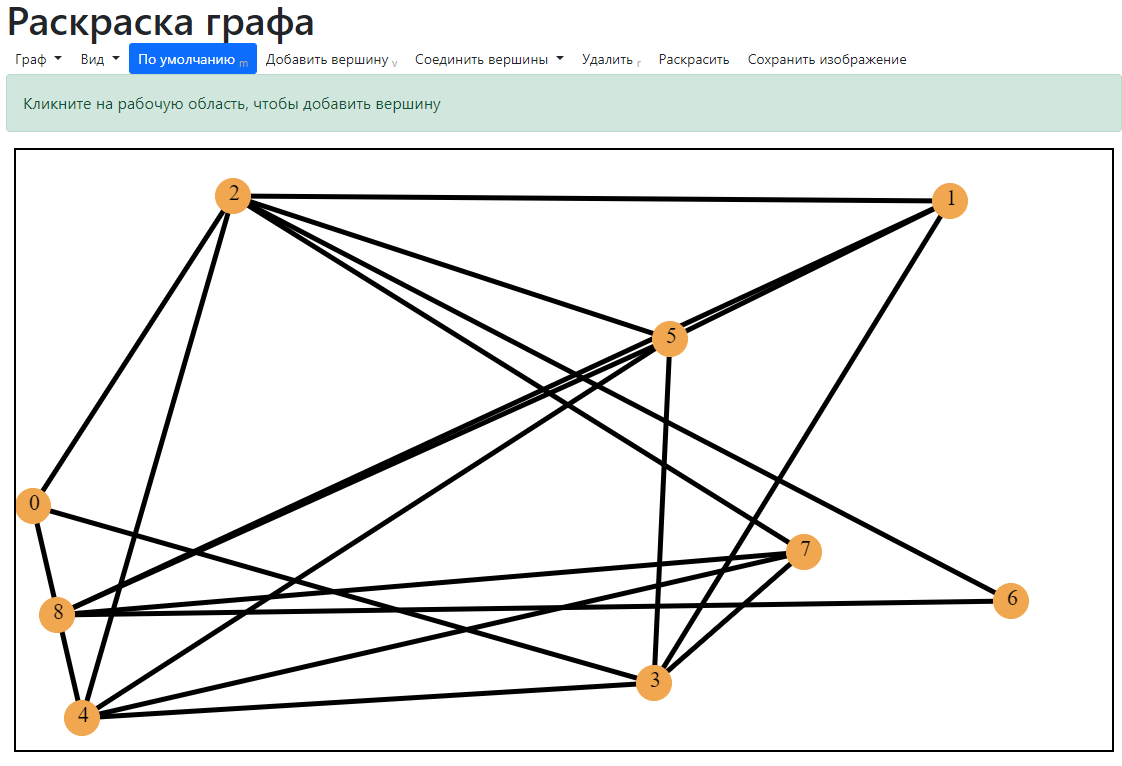 Раскраска графа
Граф Вид По умолчанию m Добавить вершину v Соединить вершины Удалить r Раскрасить Сохранить изображение
Кликните на рабочую область, чтобы добавить вершину
2 1
5
0
7
8 6
3
4